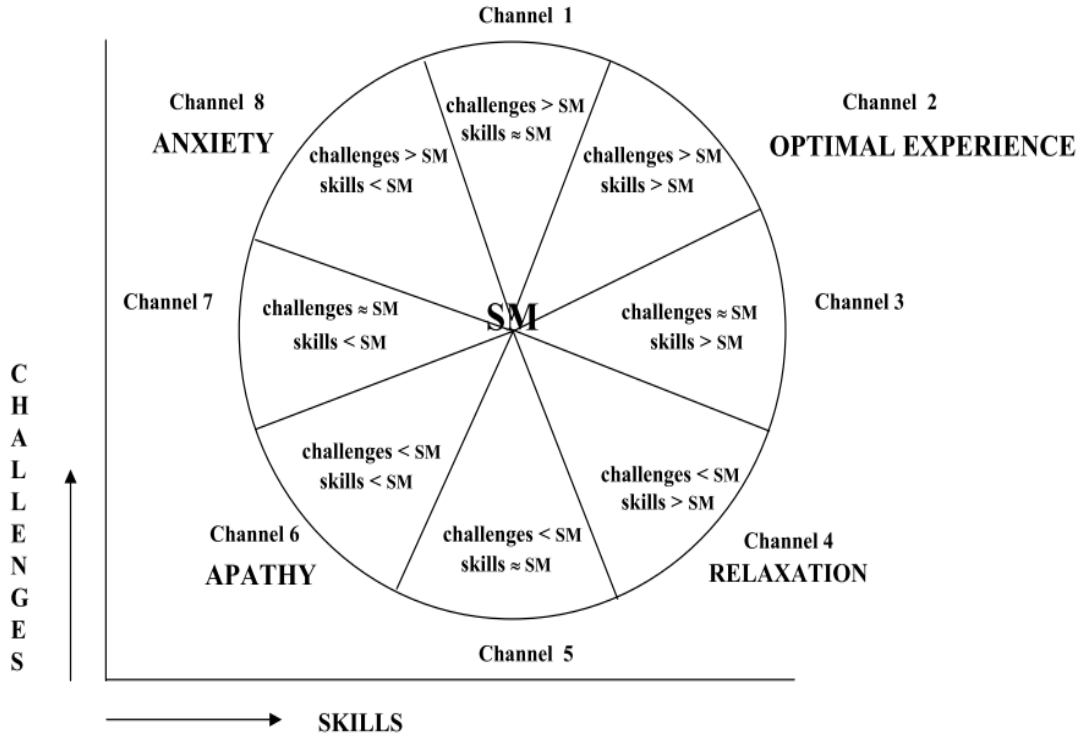 Channel 1
Channel 8
ANXIETY
Channel 2
OPTIMAL EXPERIENCE
challenges > SM
skills ≈ SM
challenges > SM
skills < SM
challenges > SM
skills > SM
Channel 7
challenges ≈ SM
skills < SM
SM
challenges ≈ SM
skills > SM
Channel 3
CHALLENGES
challenges < SM
skills < SM
challenges < SM
skills > SM
Channel 6
APATHY
challenges < SM
skills ≈ SM
Channel 4
RELAXATION
Channel 5
SKILLS